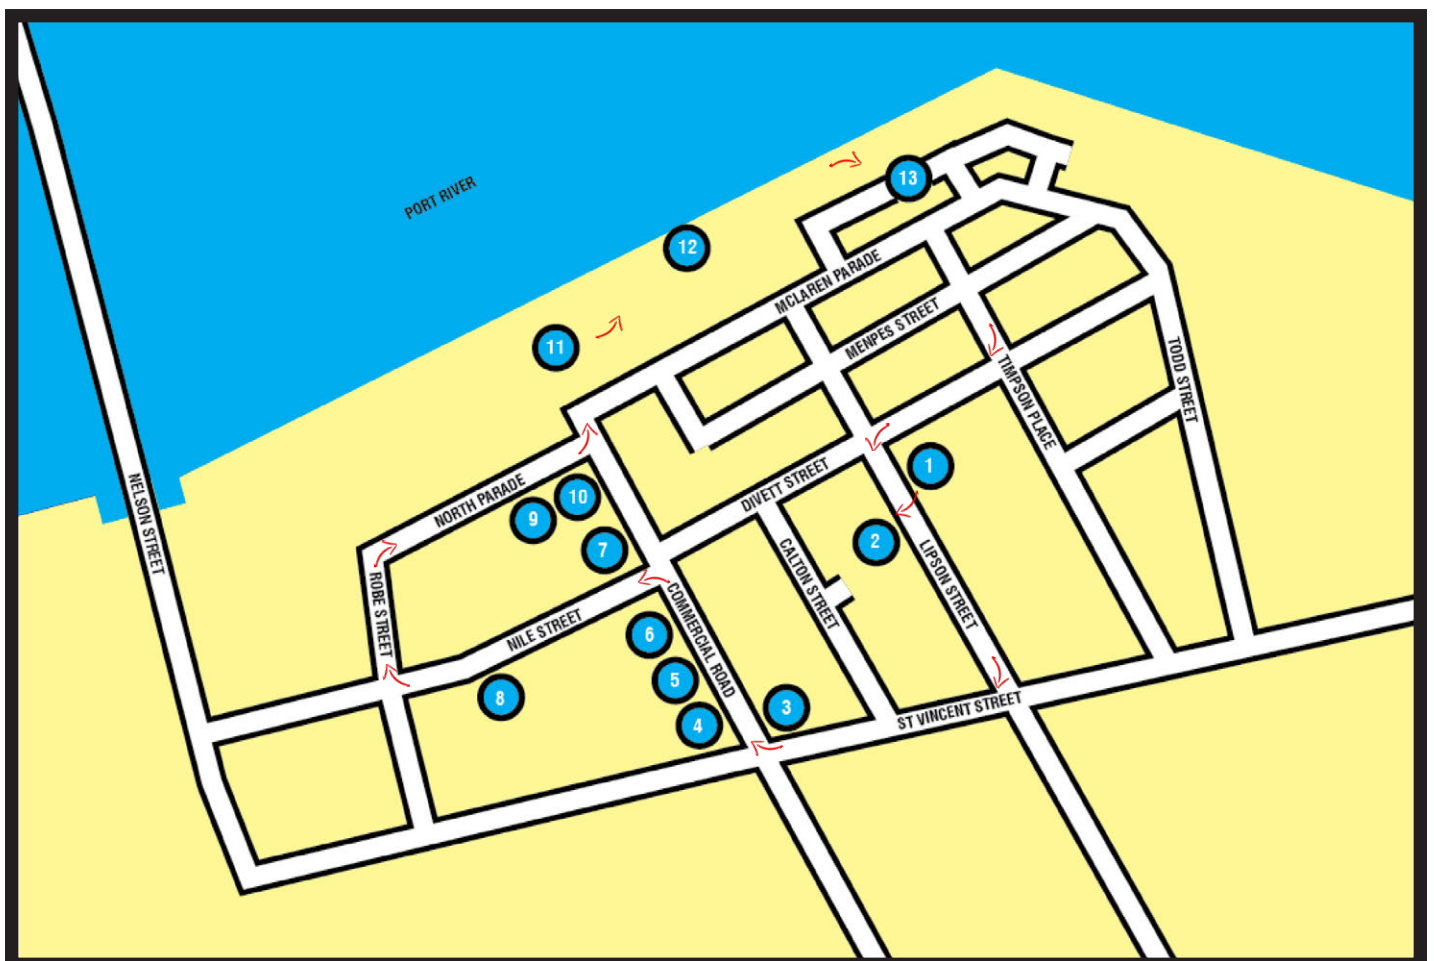 PORT RIVER
13
12
MCLAREN PARADE
11
MENPES STREET
TODD STREET
TIMPSON PLACE
1
DIVETT STREET
NELSON STREET
NORTH PARADE
10
9
2
7
CALTON STREET
LIPSON STREET
ROBE STREET
COMMERCIAL ROAD
NILE STREET
6
5
8
3
4
ST VINCENT STREET